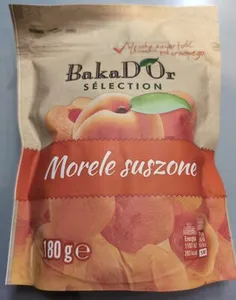 BakaD'Or
SÉLECTION
Morele suszone
180 g e